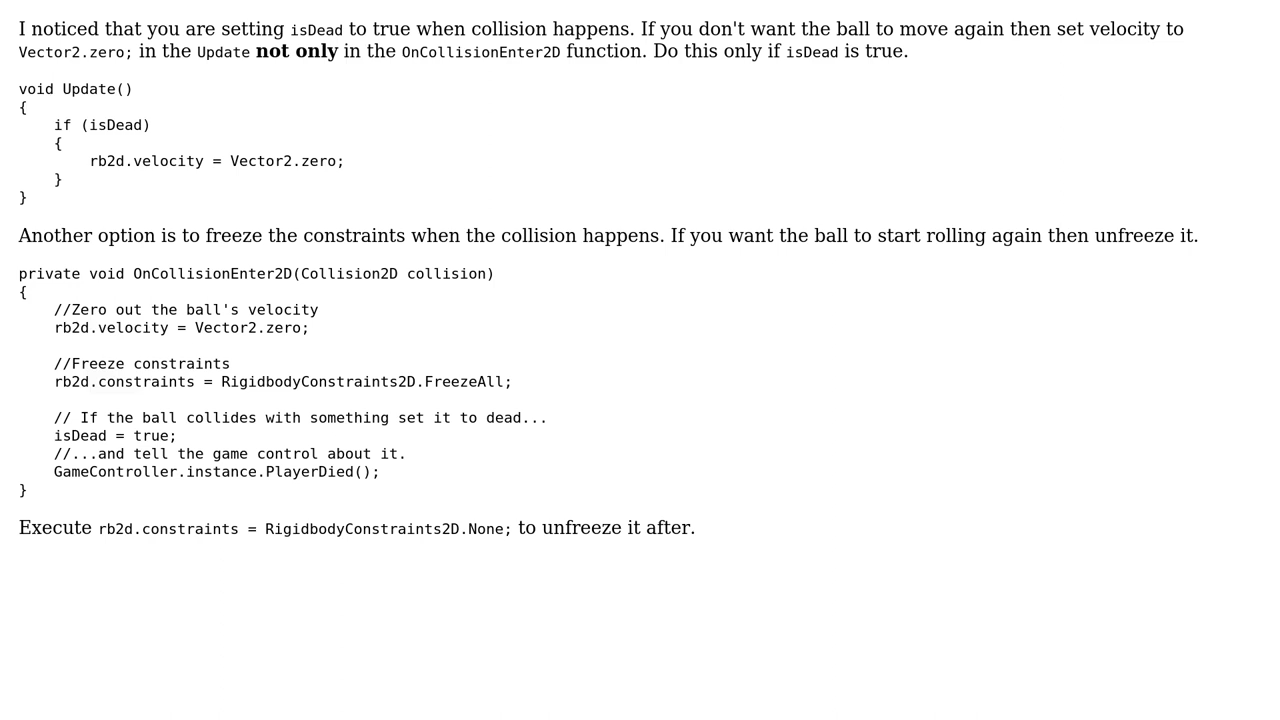 I noticed that you are setting isDead to true when collision happens. If you don't want the ball to move again then set velocity to
Vector2.zero; in the Update not only in the OnCollisionEnter2D function. Do this only if isDead is true.
void Update()
{
    if (isDead)
    {
        rb2d.velocity = Vector2.zero;
    }
}
Another option is to freeze the constraints when the collision happens. If you want the ball to start rolling again then unfreeze it.
private void OnCollisionEnter2D(Collision2D collision)
{
    //Zero out the ball's velocity
    rb2d.velocity = Vector2.zero;

    //Freeze constraints
    rb2d.constraints = RigidbodyConstraints2D.FreezeAll;

    // If the ball collides with something set it to dead...
    isDead = true;
    //...and tell the game control about it.
    GameController.instance.PlayerDied();
}
Execute rb2d.constraints = RigidbodyConstraints2D.None; to unfreeze it after.